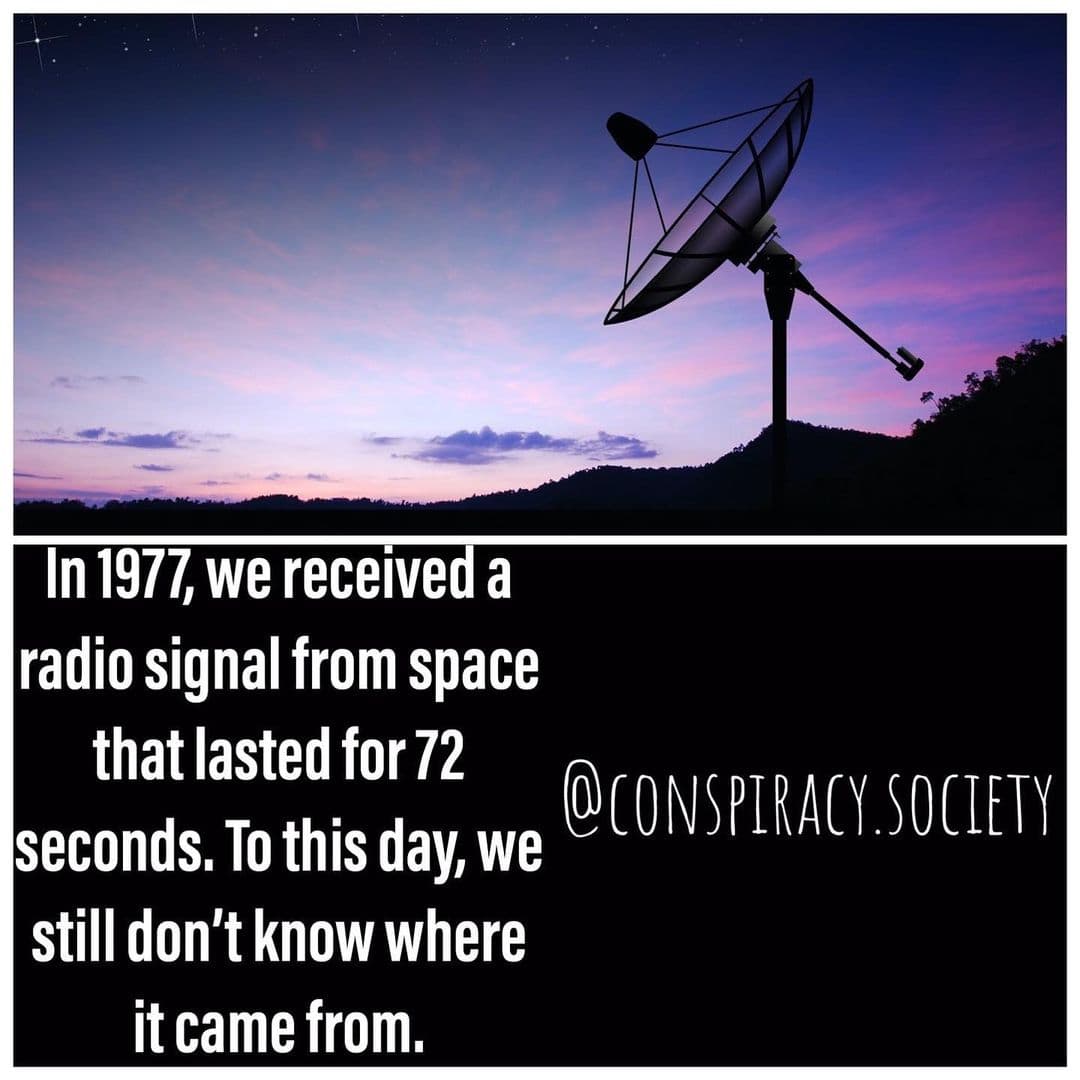 In 1977, we received a
radio signal from space
that lasted for 72
seconds. To this day, we
still don’t know where
it came from.
@CONSPIRACY.SOCIETY